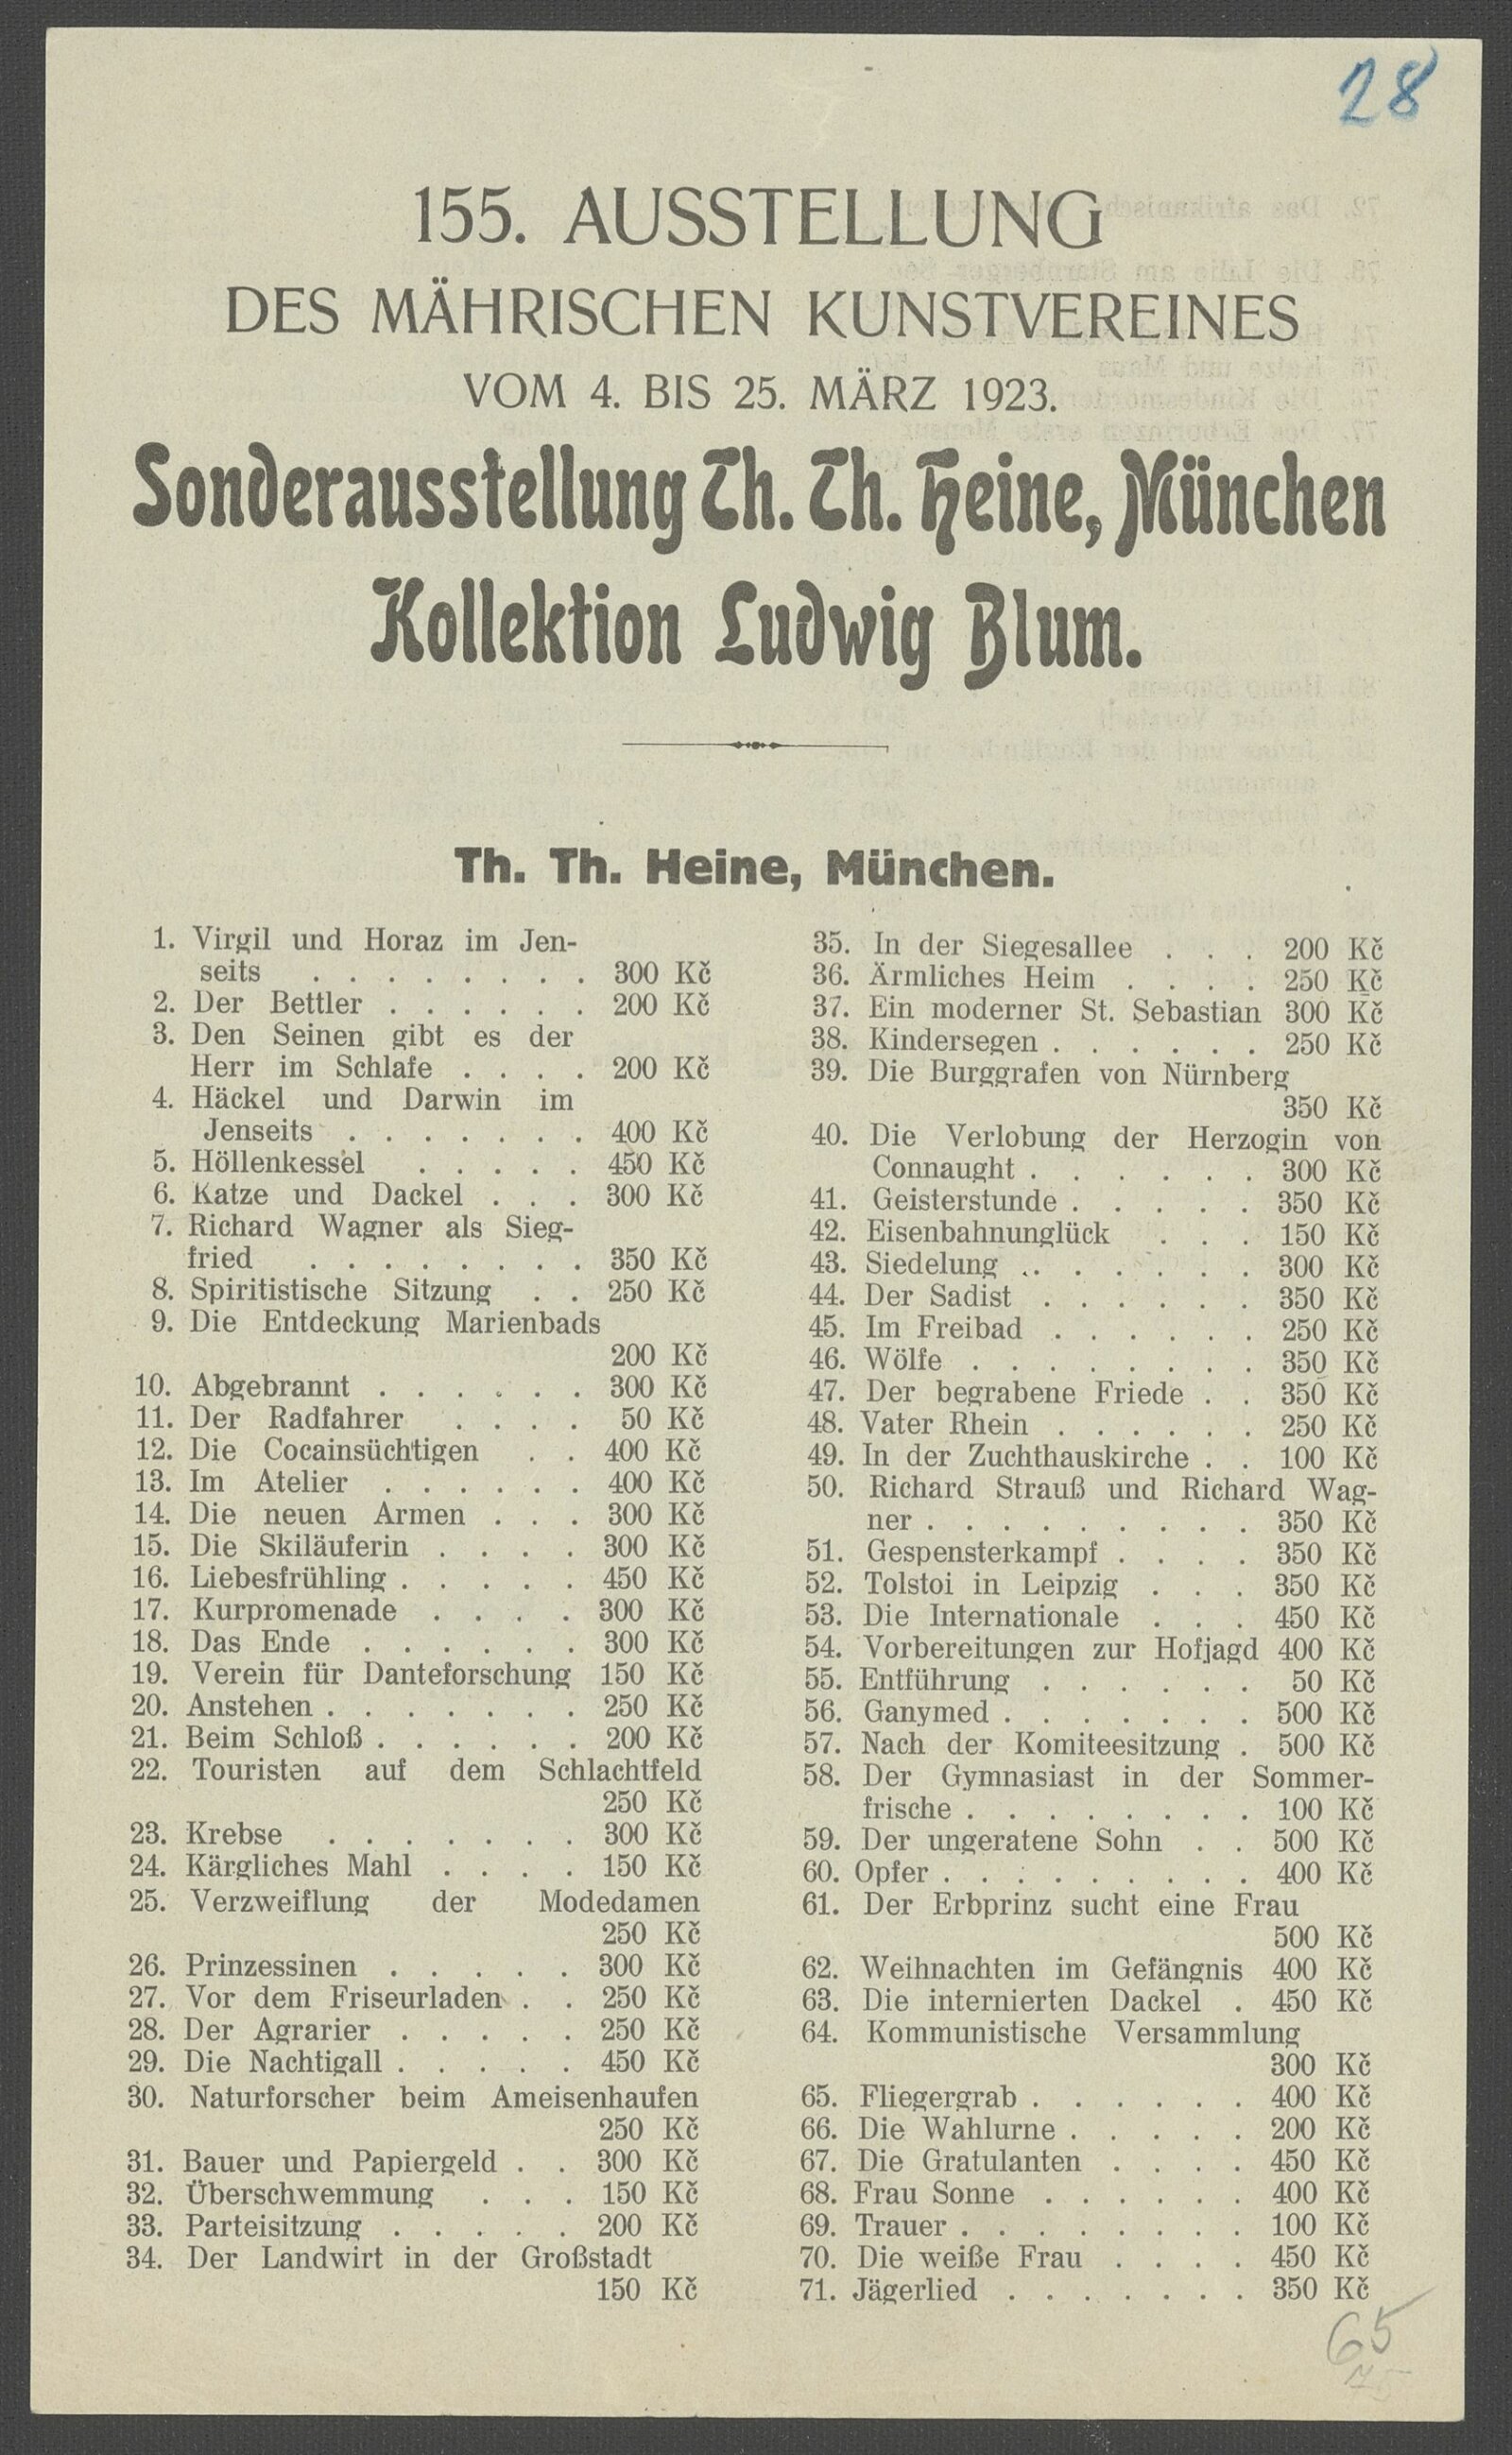 28
155. AUSSTELLUNG
DES MÄHRISCHEN KUNSTVEREINES
VOM 4. BIS 25. MÄRZ 1923.
Sonderausstellung Th. Th. Heine, München
Kollektion Ludwig Blum.
Th. Th. Heine, München.
1. Virgil und Horaz im Jen-
seits . . . . . . . . 300 Kč
2. Der Bettler . . . . . . 200 Kč
3. Den Seinen gibt es der
Herr im Schlafe . . . . 200 Kč
4. Häckel und Darwin im
Jenseits . . . . . . . 400 Kč
5. Höllenkessel . . . . . 450 Kč
6. Katze und Dackel . . . 300 Kč
7. Richard Wagner als Sieg-
fried . . . . . . . . 350 Kč
8. Spiritistische Sitzung . . 250 Kč
9. Die Entdeckung Marienbads
200 Kč
10. Abgebrannt . . . . . . 300 Kč
11. Der Radfahrer . . . . 50 Kč
12. Die Cocainsüchtigen . . 400 Kč
13. Im Atelier . . . . . . 400 Kč
14. Die neuen Armen . . . 300 Kč
15. Die Skiläuferin . . . . 300 Kč
16. Liebesfrühling . . . . . 450 Kč
17. Kurpromenade . . . . 300 Kč
18. Das Ende . . . . . . 300 Kč
19. Verein für Danteforschung 150 Kč
20. Anstehen . . . . . . . 250 Kč
21. Beim Schloß . . . . . . 200 Kč
22. Touristen auf dem Schlachtfeld
250 Kč
23. Krebse . . . . . . . 300 Kč
24. Kärgliches Mahl . . . . 150 Kč
25. Verzweiflung der Modedamen
250 Kč
26. Prinzessinen . . . . . 300 Kč
27. Vor dem Friseurladen . . 250 Kč
28. Der Agrarier . . . . . 250 Kč
29. Die Nachtigall . . . . . 450 Kč
30. Naturforscher beim Ameisenhaufen
250 Kč
31. Bauer und Papiergeld . . 300 Kč
32. Überschwemmung . . . 150 Kč
33. Parteisitzung . . . . . 200 Kč
34. Der Landwirt in der Großstadt
150 Kč
35. In der Siegesallee . . . 200 Kč
36. Ärmliches Heim . . . . 250 Kč
37. Ein moderner St. Sebastian 300 Kč
38. Kindersegen . . . . . . 250 Kč
39. Die Burggrafen von Nürnberg
350 Kč
40. Die Verlobung der Herzogin von
Connaught . . . . . . 300 Kč
41. Geisterstunde . . . . . 350 Kč
42. Eisenbahnunglück . . . 150 Kč
43. Siedelung . . . . . . . 300 Kč
44. Der Sadist . . . . . . 350 Kč
45. Im Freibad . . . . . . 250 Kč
46. Wölfe . . . . . . . . 350 Kč
47. Der begrabene Friede . . 350 Kč
48. Vater Rhein . . . . . . 250 Kč
49. In der Zuchthauskirche . . 100 Kč
50. Richard Strauß und Richard Wag-
ner . . . . . . . . . 350 Kč
51. Gespensterkampf . . . . 350 Kč
52. Tolstoi in Leipzig . . . 350 Kč
53. Die Internationale . . . 450 Kč
54. Vorbereitungen zur Hofjagd 400 Kč
55. Entführung . . . . . . 50 Kč
56. Ganymed . . . . . . . 500 Kč
57. Nach der Komiteesitzung . 500 Kč
58. Der Gymnasiast in der Sommer-
frische . . . . . . . . 100 Kč
59. Der ungeratene Sohn . . 500 Kč
60. Opfer . . . . . . . . . 400 Kč
61. Der Erbprinz sucht eine Frau
500 Kč
62. Weihnachten im Gefängnis 400 Kč
63. Die internierten Dackel . 450 Kč
64. Kommunistische Versammlung
300 Kč
65. Fliegergrab . . . . . . 400 Kč
66. Die Wahlurne . . . . . 200 Kč
67. Die Gratulanten . . . . 450 Kč
68. Frau Sonne . . . . . . 400 Kč
69. Trauer . . . . . . . . 100 Kč
70. Die weiße Frau . . . . 450 Kč
71. Jägerlied . . . . . . . 350 Kč
65